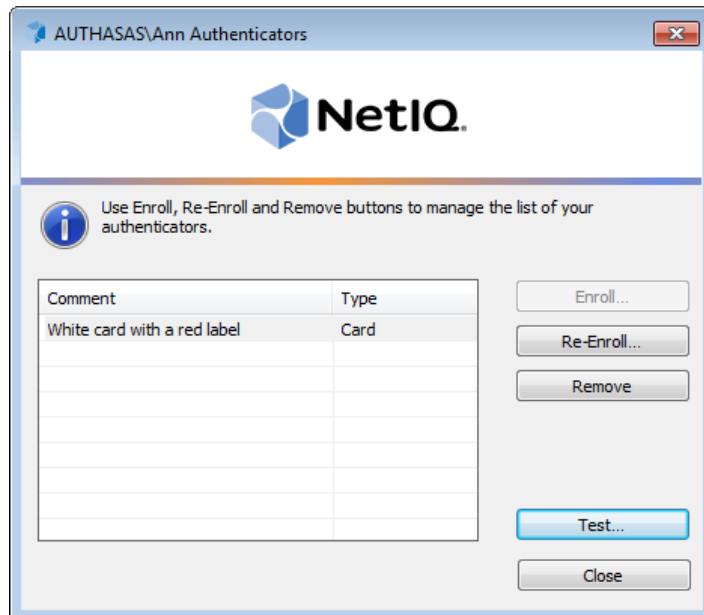 AUTHASAS\Ann Authenticators
NetIQ.
Use Enroll, Re-Enroll and Remove buttons to manage the list of your
authenticators.
Comment Type
White card with a red label Card
Enroll...
Re-Enroll...
Remove
Test...
Close